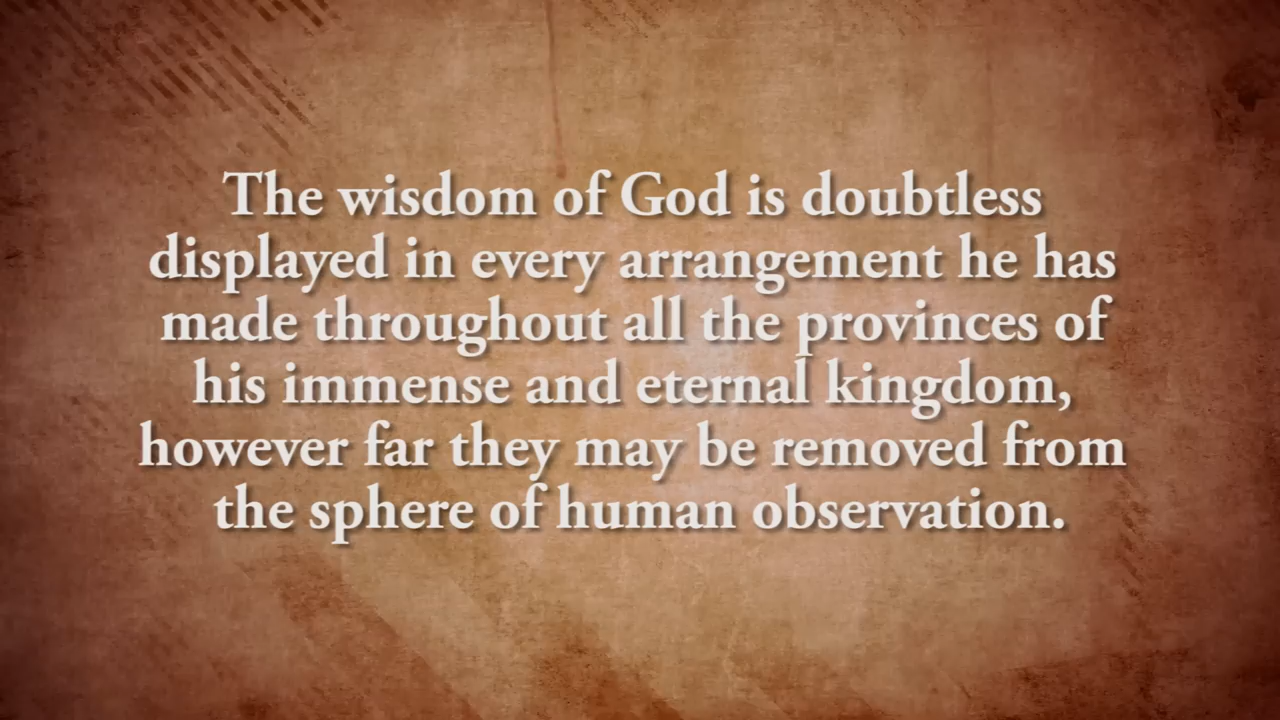 The wisdom of God is doubtless
displayed in every arrangement he has
made throughout all the provinces of
his immense and eternal kingdom,
however far they may be removed from
the sphere of human observation.